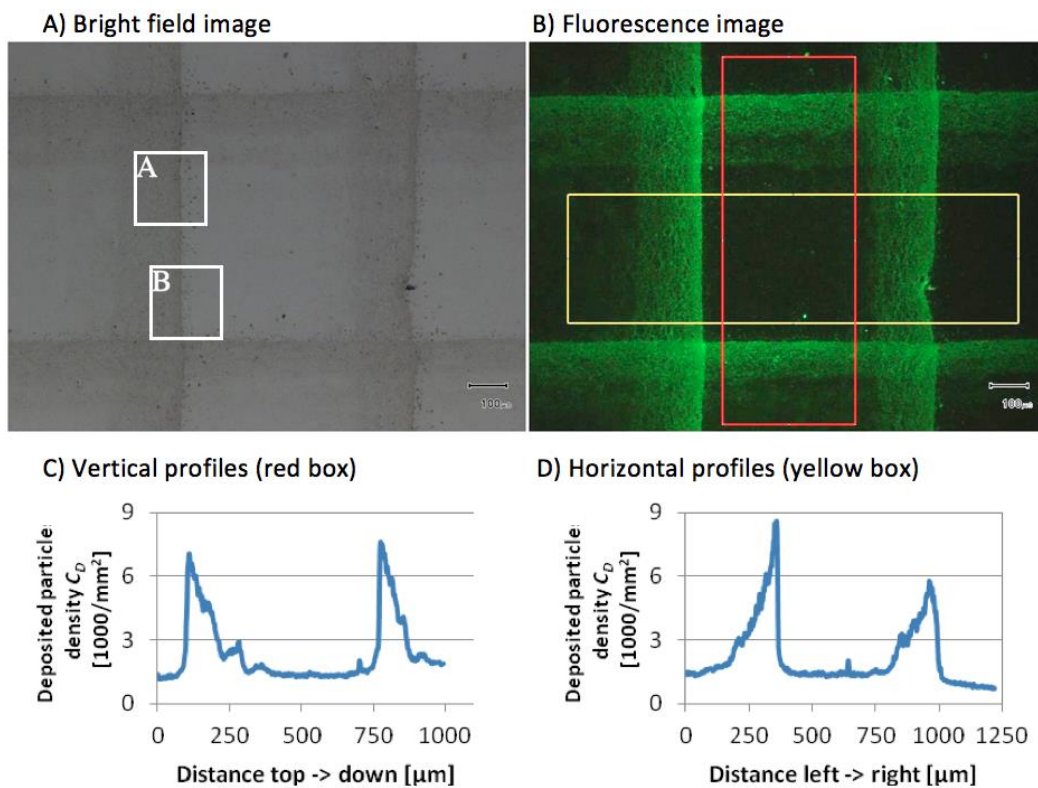 A) Bright field image
B) Fluorescence image
A
B
100μm
100μm
C) Vertical profiles (red box)
D) Horizontal profiles (yellow box)
Deposited particle
density C_D
[1000/mm²]
9
6
3
0
0
250
500
750
1000
Distance top -> down [µm]
Deposited particle
density C_D
[1000/mm²]
9
6
3
0
0
250
500
750
1000
1250
Distance left -> right [µm]